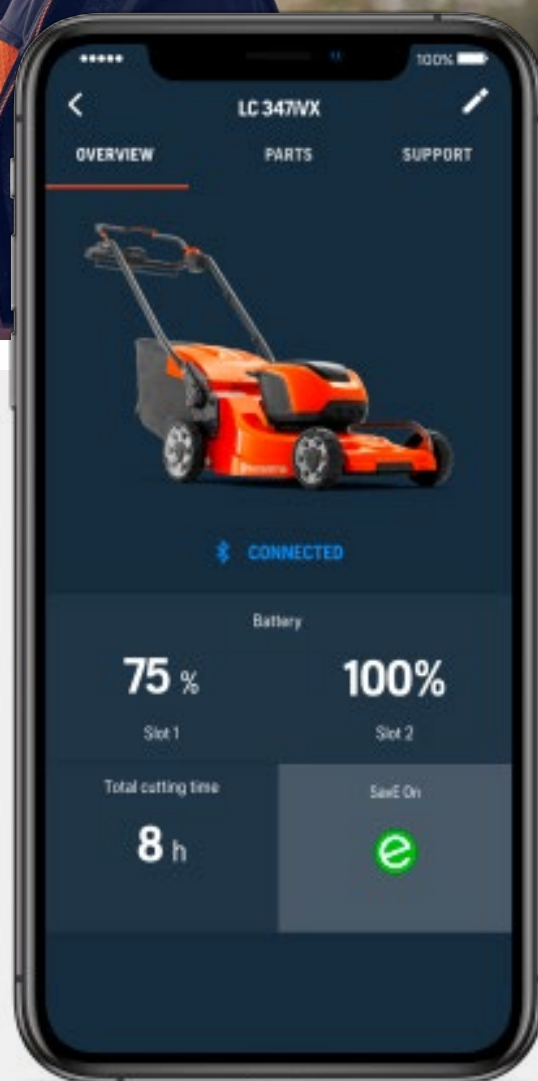 100%
LC 347iVX
OVERVIEW PARTS SUPPORT
CONNECTED
Battery
75 % 100%
Slot 1 Slot 2
Total cutting time SavE On
8 h e